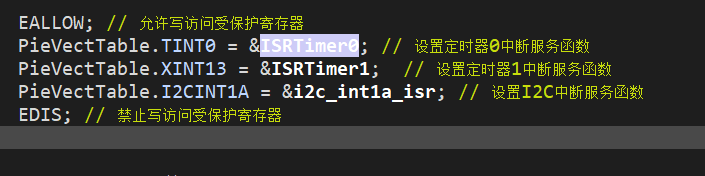 EALLOW; // 允许写访问受保护寄存器
PieVectTable.TINT0 = &ISRTimer0; // 设置定时器0中断服务函数
PieVectTable.XINT13 = &ISRTimer1;  // 设置定时器1中断服务函数
PieVectTable.I2CINT1A = &i2c_int1a_isr; // 设置I2C中断服务函数
EDIS; // 禁止写访问受保护寄存器